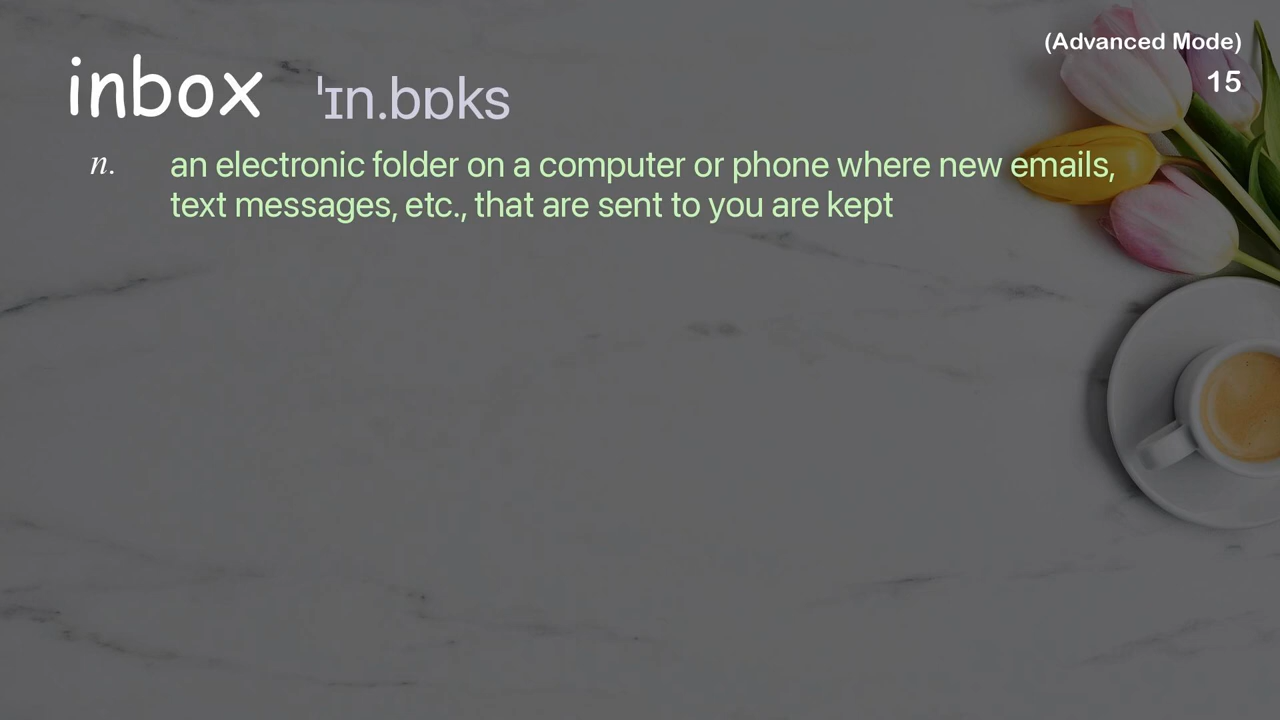 (Advanced Mode)
15
inbox ˈɪn.bɒks
n. an electronic folder on a computer or phone where new emails,
text messages, etc., that are sent to you are kept